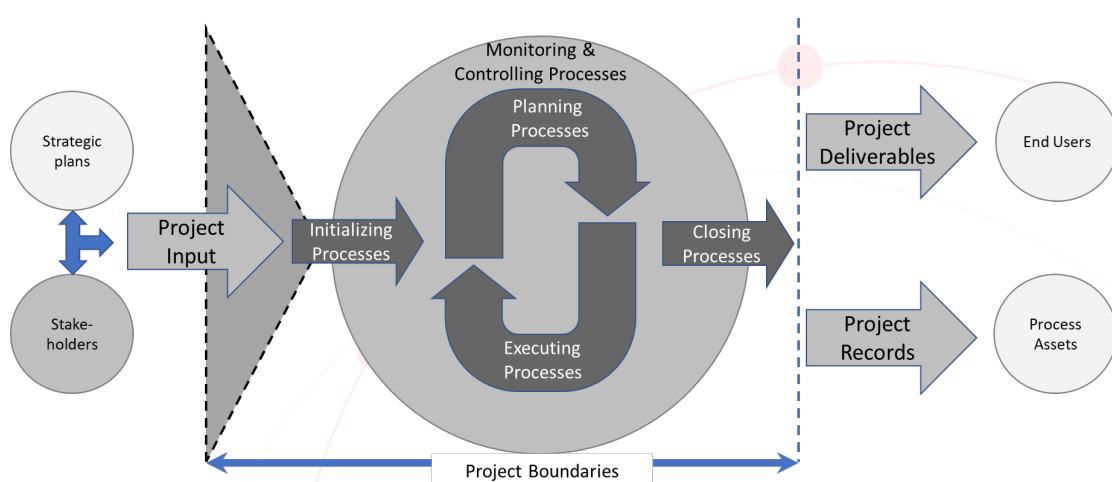 Monitoring &
Controlling Processes
Planning
Processes
Strategic
plans
Project
Input
Initializing
Processes
Closing
Processes
Stake-
holders
Executing
Processes
Project
Deliverables
End Users
Project
Records
Process
Assets
Project Boundaries